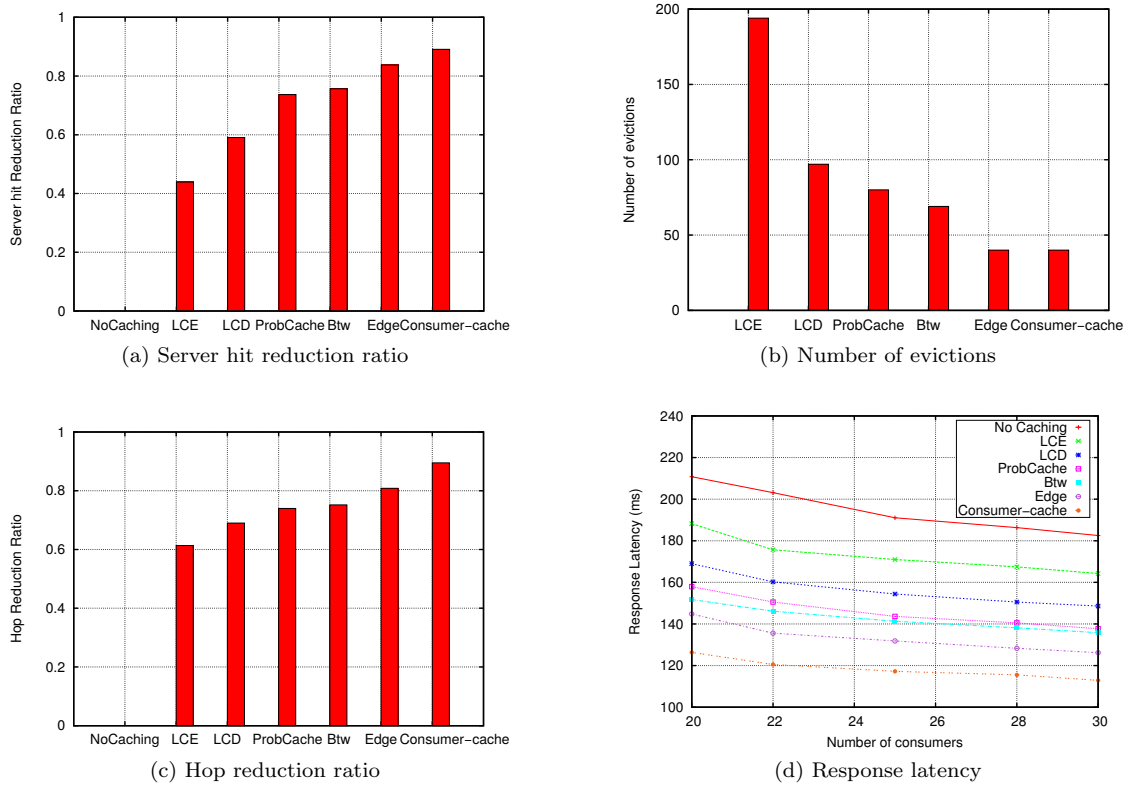 Server hit Reduction Ratio
1
0.8
0.6
0.4
0.2
0
NoCaching LCE LCD ProbCache Btw Edge Consumer-cache
(a) Server hit reduction ratio
Number of evictions
200
150
100
50
0
LCE LCD ProbCache Btw Edge Consumer-cache
(b) Number of evictions
Hop Reduction Ratio
1
0.8
0.6
0.4
0.2
0
NoCaching LCE LCD ProbCache Btw Edge Consumer-cache
(c) Hop reduction ratio
Response Latency (ms)
240
220
200
180
160
140
120
100
No Caching
LCE
LCD
ProbCache
Btw
Edge
Consumer-cache
20 22 24 26 28 30
Number of consumers
(d) Response latency